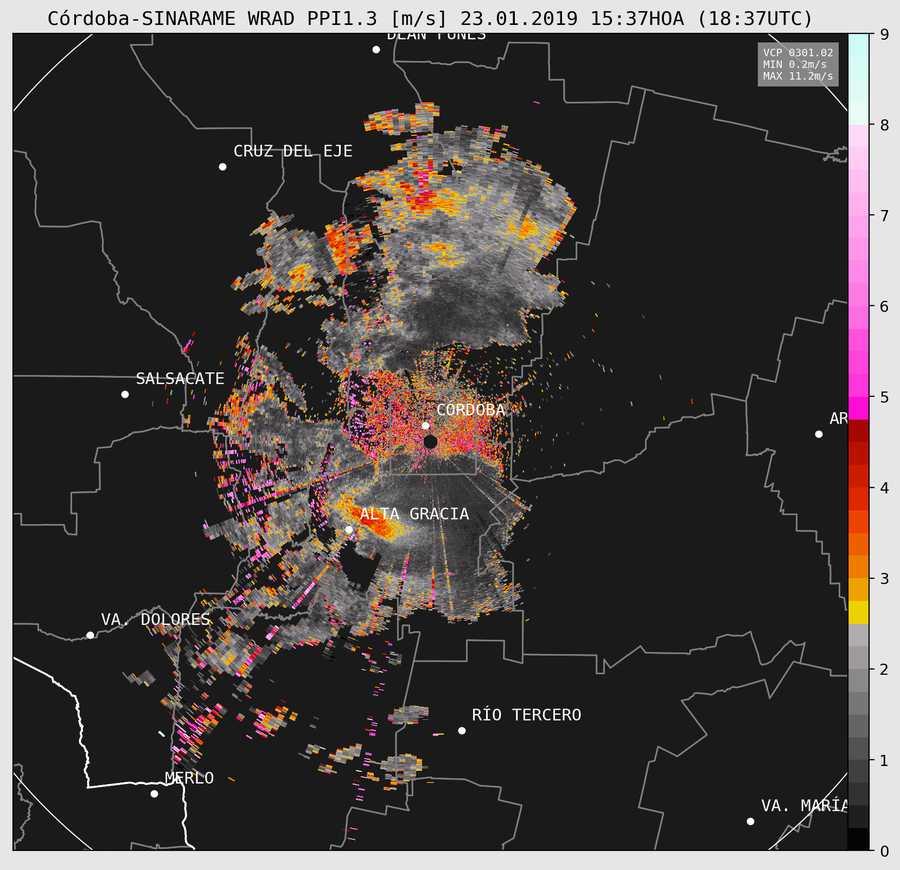 Córdoba-SINARAME WRAD PPI1.3 [m/s] 23.01.2019 15:37HOA (18:37UTC)
DEAN FUNES
VCP 0301.02
MIN 0.2m/s
MAX 11.2m/s
CRUZ DEL EJE
SALSACATE
CORDOBA
AR
ALTA GRACIA
VA. DOLORES
RÍO TERCERO
MERLO
VA. MARÍA
9
8
7
6
5
4
3
2
1
0